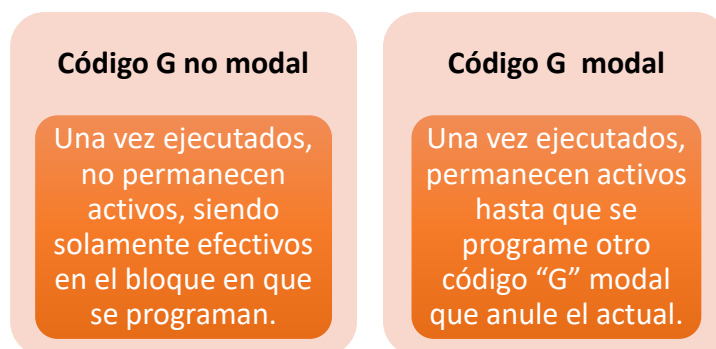 Código G no modal
Una vez ejecutados,
no permanecen
activos, siendo
solamente efectivos
en el bloque en que
se programan.
Código G  modal
Una vez ejecutados,
permanecen activos
hasta que se
programe otro
código “G” modal
que anule el actual.